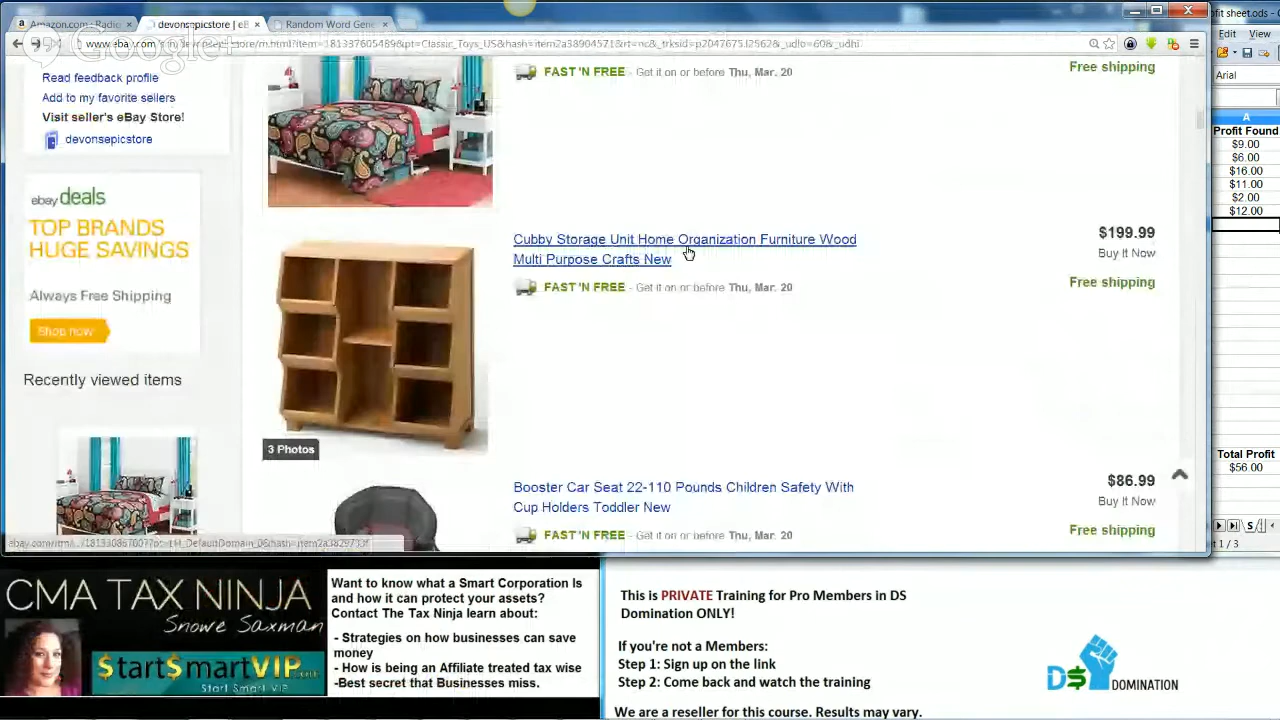 Amazon.com : Radio
devonsepicstore | eB
Random Word Gene
ofit sheet.ods - O
View
Google+
Arial
A
Profit Found
$9.00
$6.00
$16.00
$11.00
$2.00
$12.00
Total Profit
$56.00
t 1 / 3
Read feedback profile
Add to my favorite sellers
Visit seller's eBay Store!
devonsepicstore
ebay deals
TOP BRANDS
HUGE SAVINGS
Always Free Shipping
Shop now
Recently viewed items
FAST 'N FREE - Get it on or before Thu, Mar. 20
Free shipping
Cubby Storage Unit Home Organization Furniture Wood
Multi Purpose Crafts New
$199.99
Buy It Now
FAST 'N FREE - Get it on or before Thu, Mar. 20
Free shipping
3 Photos
Booster Car Seat 22-110 Pounds Children Safety With
Cup Holders Toddler New
$86.99
Buy It Now
FAST 'N FREE - Get it on or before Thu, Mar. 20
Free shipping
CMA TAX NINJA
Snowe Saxman
$tart$martVIP.com
Start Smart VIP
Want to know what a Smart Corporation Is
and how it can protect your assets?
Contact The Tax Ninja learn about:
- Strategies on how businesses can save
money
- How is being an Affiliate treated tax wise
-Best secret that Businesses miss.
This is PRIVATE Training for Pro Members in DS
Domination ONLY!
If you're not a Members:
Step 1: Sign up on the link
Step 2: Come back and watch the training
We are a reseller for this course. Results may vary.
D$ DOMINATION